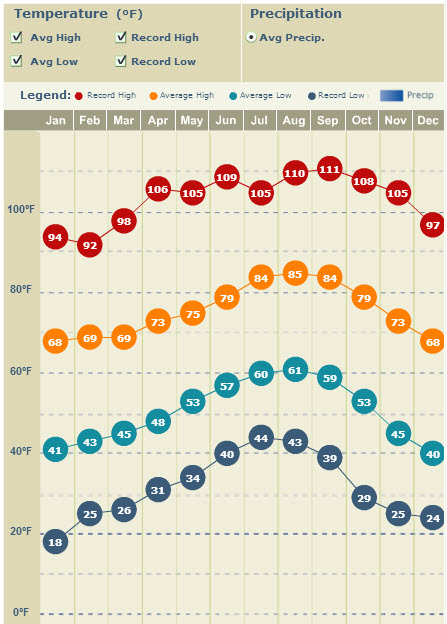 Temperature (ºF) Precipitation
Avg High Record High Avg Precip.
Avg Low Record Low
Legend: Record High Average High Average Low Record Low Precip
Jan Feb Mar Apr May Jun Jul Aug Sep Oct Nov Dec
94 92 98 106 105 109 105 110 111 108 105 97
100ºF
80ºF
68 69 69 73 75 79 84 85 84 79 73 68
60ºF
41 43 45 48 53 57 60 61 59 53 45 40
40ºF
18 25 26 31 34 40 44 43 39 29 25 24
20ºF
0ºF